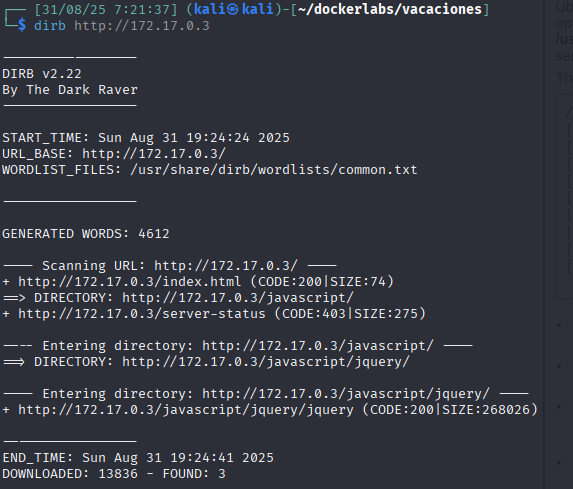 [31/08/25 7:21:37] (kali㉿kali)-[~/dockerlabs/vacaciones]
$ dirb http://172.17.0.3
-----------------
DIRB v2.22
By The Dark Raver
-----------------
START_TIME: Sun Aug 31 19:24:24 2025
URL_BASE: http://172.17.0.3/
WORDLIST_FILES: /usr/share/dirb/wordlists/common.txt
-----------------
GENERATED WORDS: 4612
---- Scanning URL: http://172.17.0.3/ ----
+ http://172.17.0.3/index.html (CODE:200|SIZE:74)
==> DIRECTORY: http://172.17.0.3/javascript/
+ http://172.17.0.3/server-status (CODE:403|SIZE:275)
---- Entering directory: http://172.17.0.3/javascript/ ----
==> DIRECTORY: http://172.17.0.3/javascript/jquery/
---- Entering directory: http://172.17.0.3/javascript/jquery/ ----
+ http://172.17.0.3/javascript/jquery/jquery (CODE:200|SIZE:268026)
-----------------
END_TIME: Sun Aug 31 19:24:41 2025
DOWNLOADED: 13836 - FOUND: 3